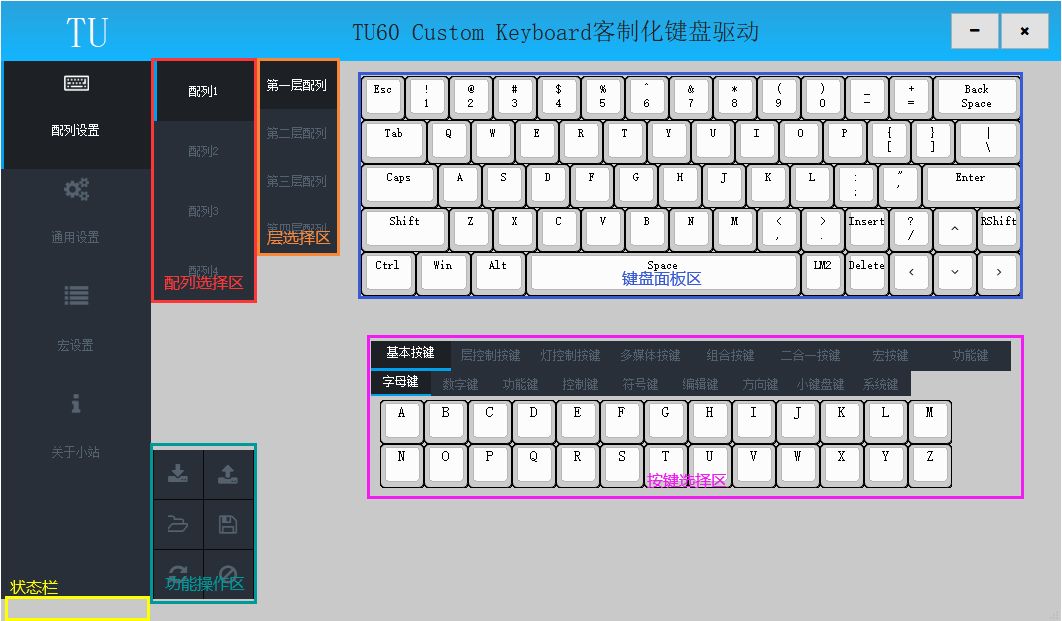 TU
TU60 Custom Keyboard客制化键盘驱动
配列设置
通用设置
宏设置
关于小站
状态栏
配列1
配列2
配列3
配列4
配列选择区
第一层配列
第二层配列
第三层配列
第四层配列
层选择区
功能操作区
Esc ! 1 @ 2 # 3 $ 4 % 5 ^ 6 & 7 * 8 ( 9 ) 0 _ - + = Back Space
Tab Q W E R T Y U I O P { [ } ] | \
Caps A S D F G H J K L : ; " ' Enter
Shift Z X C V B N M < , > . Insert ? / ^ RShift
Ctrl Win Alt Space LM2 Delete < ⌄ >
键盘面板区
基本按键 层控制按键 灯控制按键 多媒体按键 组合按键 二合一按键 宏按键 功能键
字母键 数字键 功能键 控制键 符号键 编辑键 方向键 小键盘键 系统键
A B C D E F G H I J K L M
N O P Q R S T U V W X Y Z
按键选择区